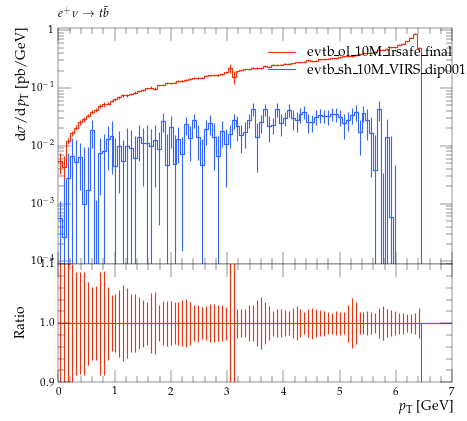 e⁺ν → tb̄
dσ/dp_T [pb/GeV]
1
10⁻¹
10⁻²
10⁻³
10⁻⁴
evtb_ol_10M_irsafe_final
evtb_sh_10M_VIRS_dip001
Ratio
1.1
1.0
0.9
0 1 2 3 4 5 6 7
p_T [GeV]